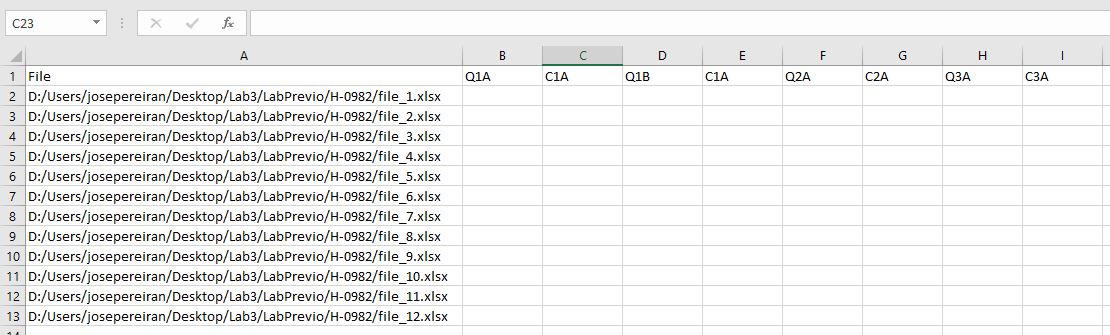 C23 fx
A B C D E F G H I
1 File Q1A C1A Q1B C1A Q2A C2A Q3A C3A
2 D:/Users/josepereiran/Desktop/Lab3/LabPrevio/H-0982/file_1.xlsx
3 D:/Users/josepereiran/Desktop/Lab3/LabPrevio/H-0982/file_2.xlsx
4 D:/Users/josepereiran/Desktop/Lab3/LabPrevio/H-0982/file_3.xlsx
5 D:/Users/josepereiran/Desktop/Lab3/LabPrevio/H-0982/file_4.xlsx
6 D:/Users/josepereiran/Desktop/Lab3/LabPrevio/H-0982/file_5.xlsx
7 D:/Users/josepereiran/Desktop/Lab3/LabPrevio/H-0982/file_6.xlsx
8 D:/Users/josepereiran/Desktop/Lab3/LabPrevio/H-0982/file_7.xlsx
9 D:/Users/josepereiran/Desktop/Lab3/LabPrevio/H-0982/file_8.xlsx
10 D:/Users/josepereiran/Desktop/Lab3/LabPrevio/H-0982/file_9.xlsx
11 D:/Users/josepereiran/Desktop/Lab3/LabPrevio/H-0982/file_10.xlsx
12 D:/Users/josepereiran/Desktop/Lab3/LabPrevio/H-0982/file_11.xlsx
13 D:/Users/josepereiran/Desktop/Lab3/LabPrevio/H-0982/file_12.xlsx